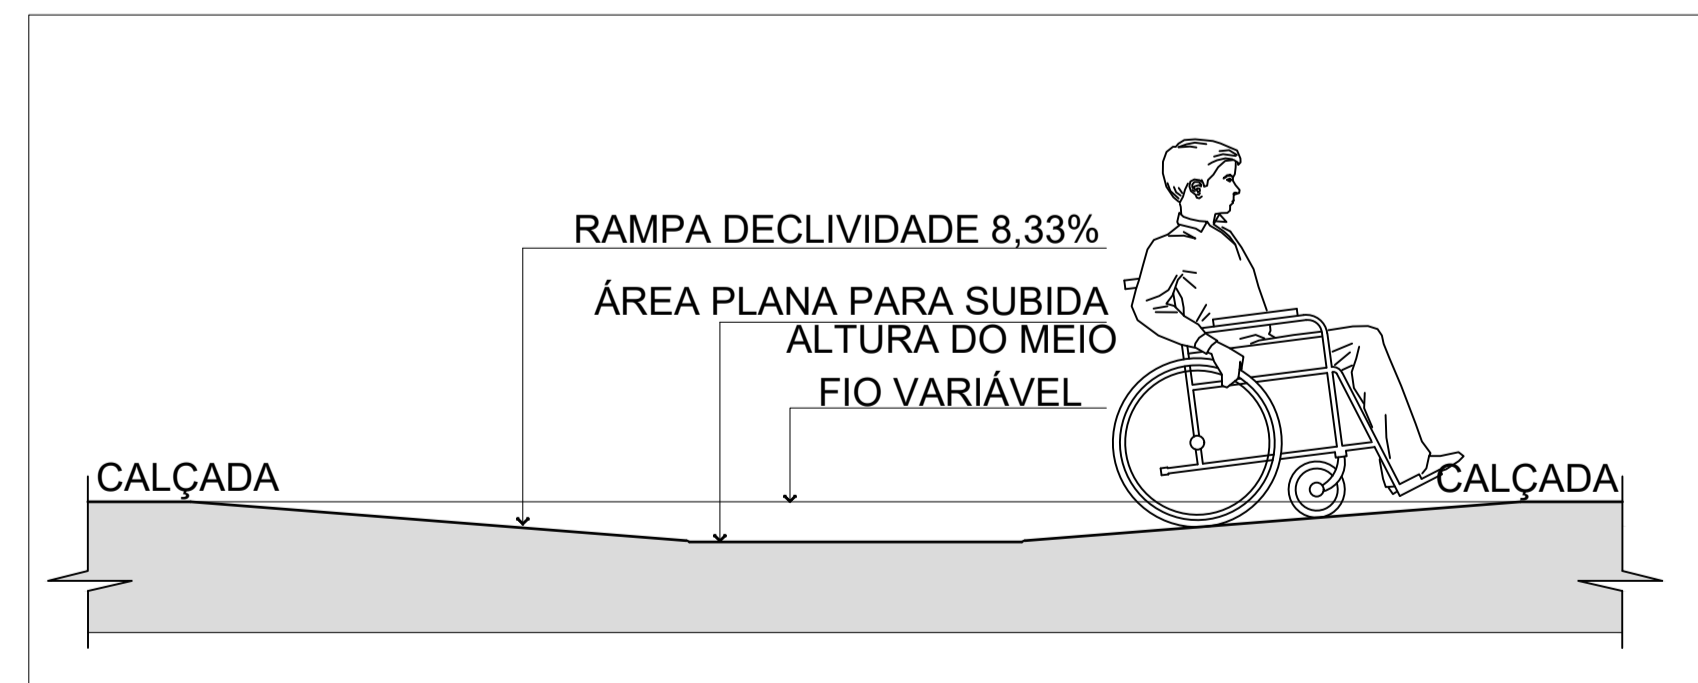 RAMPA DECLIVIDADE 8,33%
ÁREA PLANA PARA SUBIDA
ALTURA DO MEIO
FIO VARIÁVEL
CALÇADA
CALÇADA